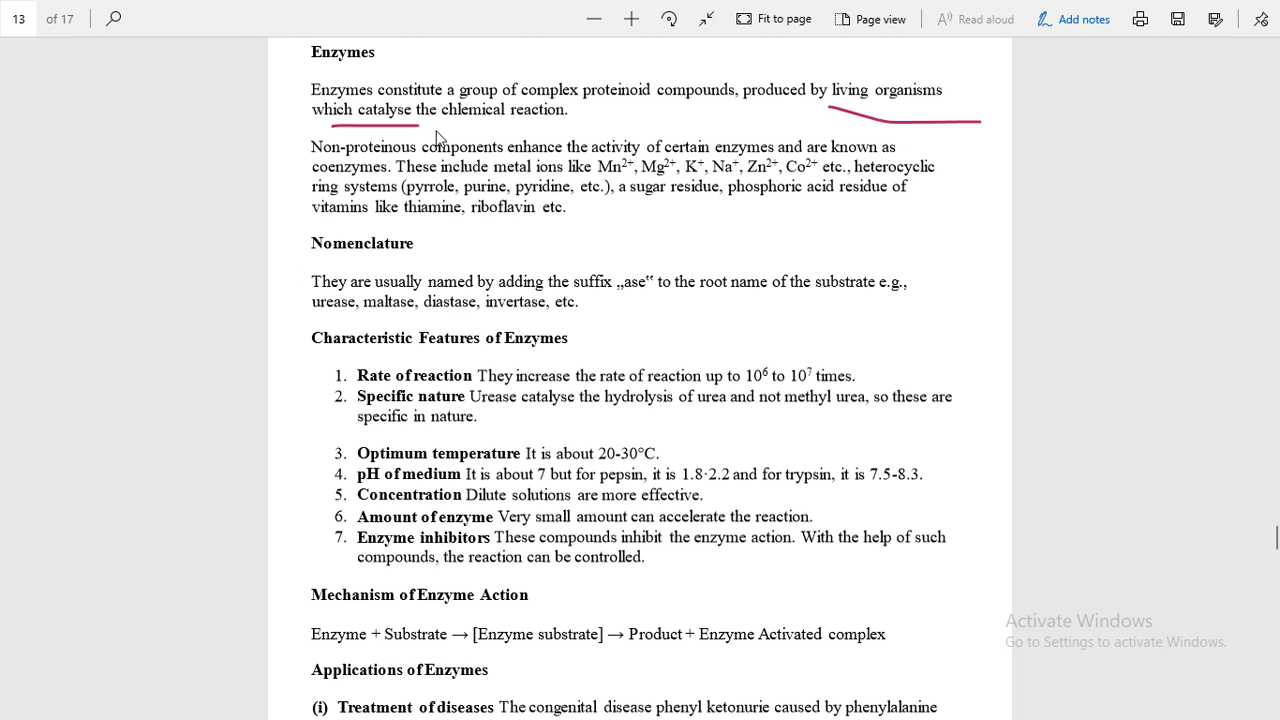 13 of 17 Fit to page Page view Read aloud Add notes
Enzymes
Enzymes constitute a group of complex proteinoid compounds, produced by living organisms
which catalyse the chlemical reaction.
Non-proteinous components enhance the activity of certain enzymes and are known as
coenzymes. These include metal ions like Mn²⁺, Mg²⁺, K⁺, Na⁺, Zn²⁺, Co²⁺ etc., heterocyclic
ring systems (pyrrole, purine, pyridine, etc.), a sugar residue, phosphoric acid residue of
vitamins like thiamine, riboflavin etc.
Nomenclature
They are usually named by adding the suffix „ase‟ to the root name of the substrate e.g.,
urease, maltase, diastase, invertase, etc.
Characteristic Features of Enzymes
1. Rate of reaction They increase the rate of reaction up to 10⁶ to 10⁷ times.
2. Specific nature Urease catalyse the hydrolysis of urea and not methyl urea, so these are
specific in nature.
3. Optimum temperature It is about 20-30°C.
4. pH of medium It is about 7 but for pepsin, it is 1.8·2.2 and for trypsin, it is 7.5-8.3.
5. Concentration Dilute solutions are more effective.
6. Amount of enzyme Very small amount can accelerate the reaction.
7. Enzyme inhibitors These compounds inhibit the enzyme action. With the help of such
compounds, the reaction can be controlled.
Mechanism of Enzyme Action
Enzyme + Substrate → [Enzyme substrate] → Product + Enzyme Activated complex
Applications of Enzymes
(i) Treatment of diseases The congenital disease phenyl ketonurie caused by phenylalanine
Activate Windows
Go to Settings to activate Windows.